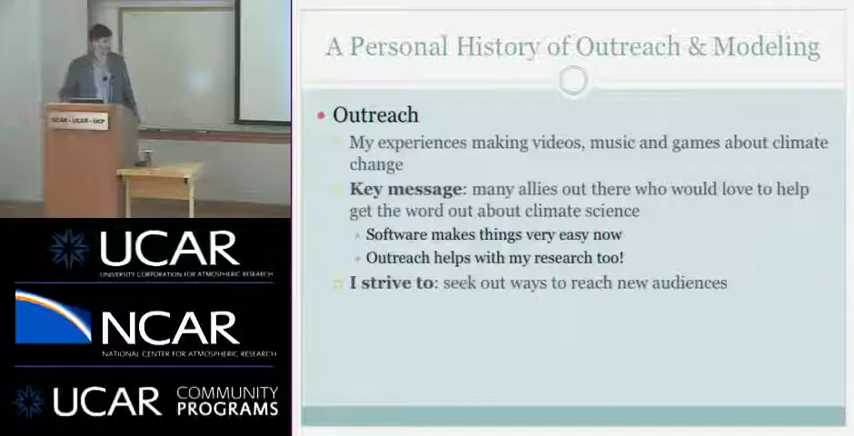 A Personal History of Outreach & Modeling
• Outreach
My experiences making videos, music and games about climate
change
Key message: many allies out there who would love to help
get the word out about climate science
Software makes things very easy now
Outreach helps with my research too!
I strive to: seek out ways to reach new audiences
UCAR
UNIVERSITY CORPORATION FOR ATMOSPHERIC RESEARCH
NCAR
NATIONAL CENTER FOR ATMOSPHERIC RESEARCH
UCAR COMMUNITY
PROGRAMS